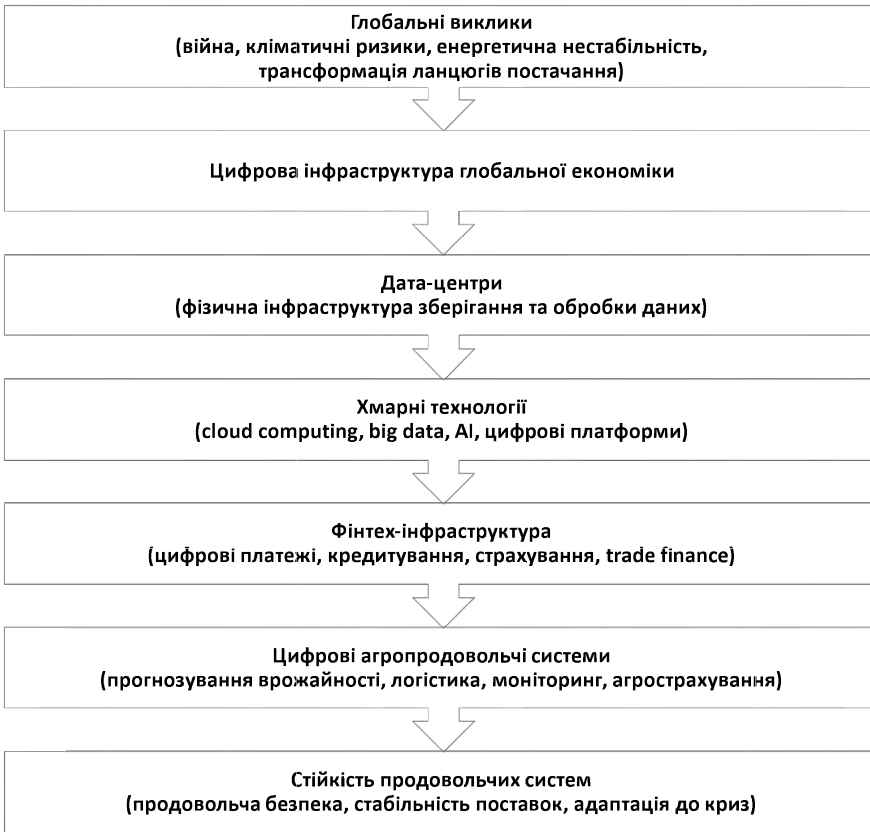 Глобальні виклики
(війна, кліматичні ризики, енергетична нестабільність,
трансформація ланцюгів постачання)
Цифрова інфраструктура глобальної економіки
Дата-центри
(фізична інфраструктура зберігання та обробки даних)
Хмарні технології
(cloud computing, big data, AI, цифрові платформи)
Фінтех-інфраструктура
(цифрові платежі, кредитування, страхування, trade finance)
Цифрові агропродовольчі системи
(прогнозування врожайності, логістика, моніторинг, агрострахування)
Стійкість продовольчих систем
(продовольча безпека, стабільність поставок, адаптація до криз)